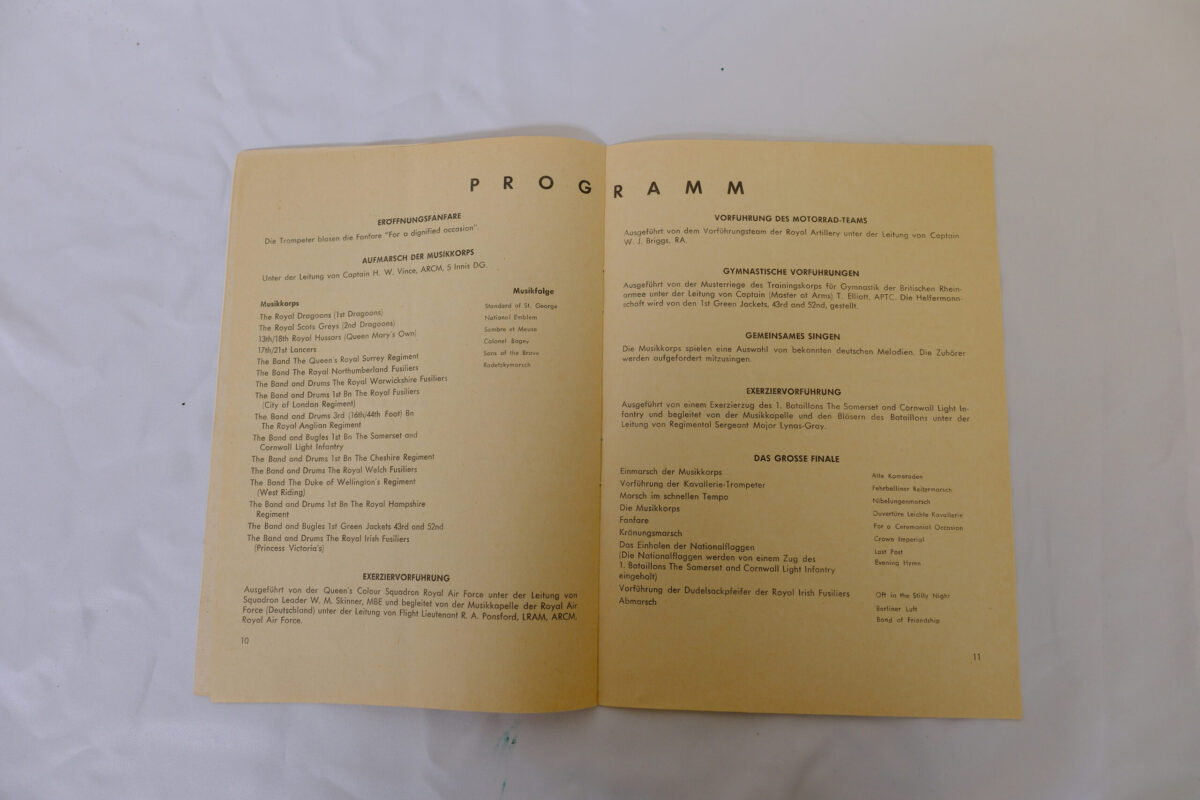 PROGRAMM
ERÖFFNUNGSFANFARE
Die Trompeter blasen die Fanfare "For a dignified occasion".
AUFMARSCH DER MUSIKKORPS
Unter der Leitung von Captain H. W. Vince, ARCM, 5 Innis DG.
Musikkorps
The Royal Dragoons (1st Dragoons)
The Royal Scots Greys (2nd Dragoons)
13th/18th Royal Hussars (Queen Mary's Own)
17th/21st Lancers
The Band The Queen's Royal Surrey Regiment
The Band The Royal Northumberland Fusiliers
The Band and Drums The Royal Warwickshire Fusiliers
The Band and Drums 1st Bn The Royal Fusiliers
(City of London Regiment)
The Band and Drums 3rd (16th/44th Foot) Bn
The Royal Anglian Regiment
The Band and Bugles 1st Bn The Somerset and
Cornwall Light Infantry
The Band and Drums 1st Bn The Cheshire Regiment
The Band and Drums The Royal Welch Fusiliers
The Band The Duke of Wellington's Regiment
(West Riding)
The Band and Drums 1st Bn The Royal Hampshire
Regiment
The Band and Bugles 1st Green Jackets 43rd and 52nd
The Band and Drums The Royal Irish Fusiliers
(Princess Victoria's)
Musikfolge
Standard of St. George
National Emblem
Sambre et Meuse
Colonel Bogey
Sons of the Brave
Radetzkymarsch
EXERZIERVORFÜHRUNG
Ausgeführt von der Queen's Colour Squadron Royal Air Force unter der Leitung von
Squadron Leader W. M. Skinner, MBE und begleitet von der Musikkapelle der Royal Air
Force (Deutschland) unter der Leitung von Flight Lieutenant R. A. Ponsford, LRAM, ARCM,
Royal Air Force.
10
VORFÜHRUNG DES MOTORRAD-TEAMS
Ausgeführt von dem Vorführungsteam der Royal Artillery unter der Leitung von Captain
W. J. Briggs, RA.
GYMNASTISCHE VORFÜHRUNGEN
Ausgeführt von der Musterriege des Trainingskorps für Gymnastik der Britischen Rhein-
armee unter der Leitung von Captain (Master at Arms) T. Elliott, APTC. Die Helfermann-
schaft wird von den 1st Green Jackets, 43rd and 52nd, gestellt.
GEMEINSAMES SINGEN
Die Musikkorps spielen eine Auswahl von bekannten deutschen Melodien. Die Zuhörer
werden aufgefordert mitzusingen.
EXERZIERVORFÜHRUNG
Ausgeführt von einem Exerzierzug des 1. Bataillons The Somerset and Cornwall Light In-
fantry und begleitet von der Musikkapelle und den Bläsern des Bataillons unter der
Leitung von Regimental Sergeant Major Lynas-Gray.
DAS GROSSE FINALE
Einmarsch der Musikkorps
Vorführung der Kavallerie-Trompeter
Marsch im schnellen Tempo
Die Musikkorps
Fanfare
Krönungsmarsch
Das Einholen der Nationalflaggen
(Die Nationalflaggen werden von einem Zug des
1. Bataillons The Somerset and Cornwall Light Infantry
eingeholt)
Vorführung der Dudelsackpfeifer der Royal Irish Fusiliers
Abmarsch
Alte Kameraden
Fehrbelliner Reitermarsch
Nibelungenmarsch
Ouvertüre Leichte Kavallerie
For a Ceremonial Occasion
Crown Imperial
Last Post
Evening Hymn
Oft in the Stilly Night
Berliner Luft
Band of Friendship
11